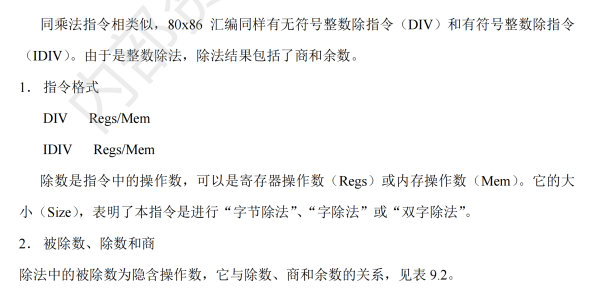 同乘法指令相类似，80x86 汇编同样有无符号整数除指令（DIV）和有符号整数除指令
（IDIV）。由于是整数除法，除法结果包括了商和余数。
1． 指令格式
DIV Regs/Mem
IDIV Regs/Mem
除数是指令中的操作数，可以是寄存器操作数（Regs）或内存操作数（Mem）。它的大
小（Size），表明了本指令是进行“字节除法”、“字除法”或“双字除法”。
2． 被除数、除数和商
除法中的被除数为隐含操作数，它与除数、商和余数的关系，见表 9.2。
内部